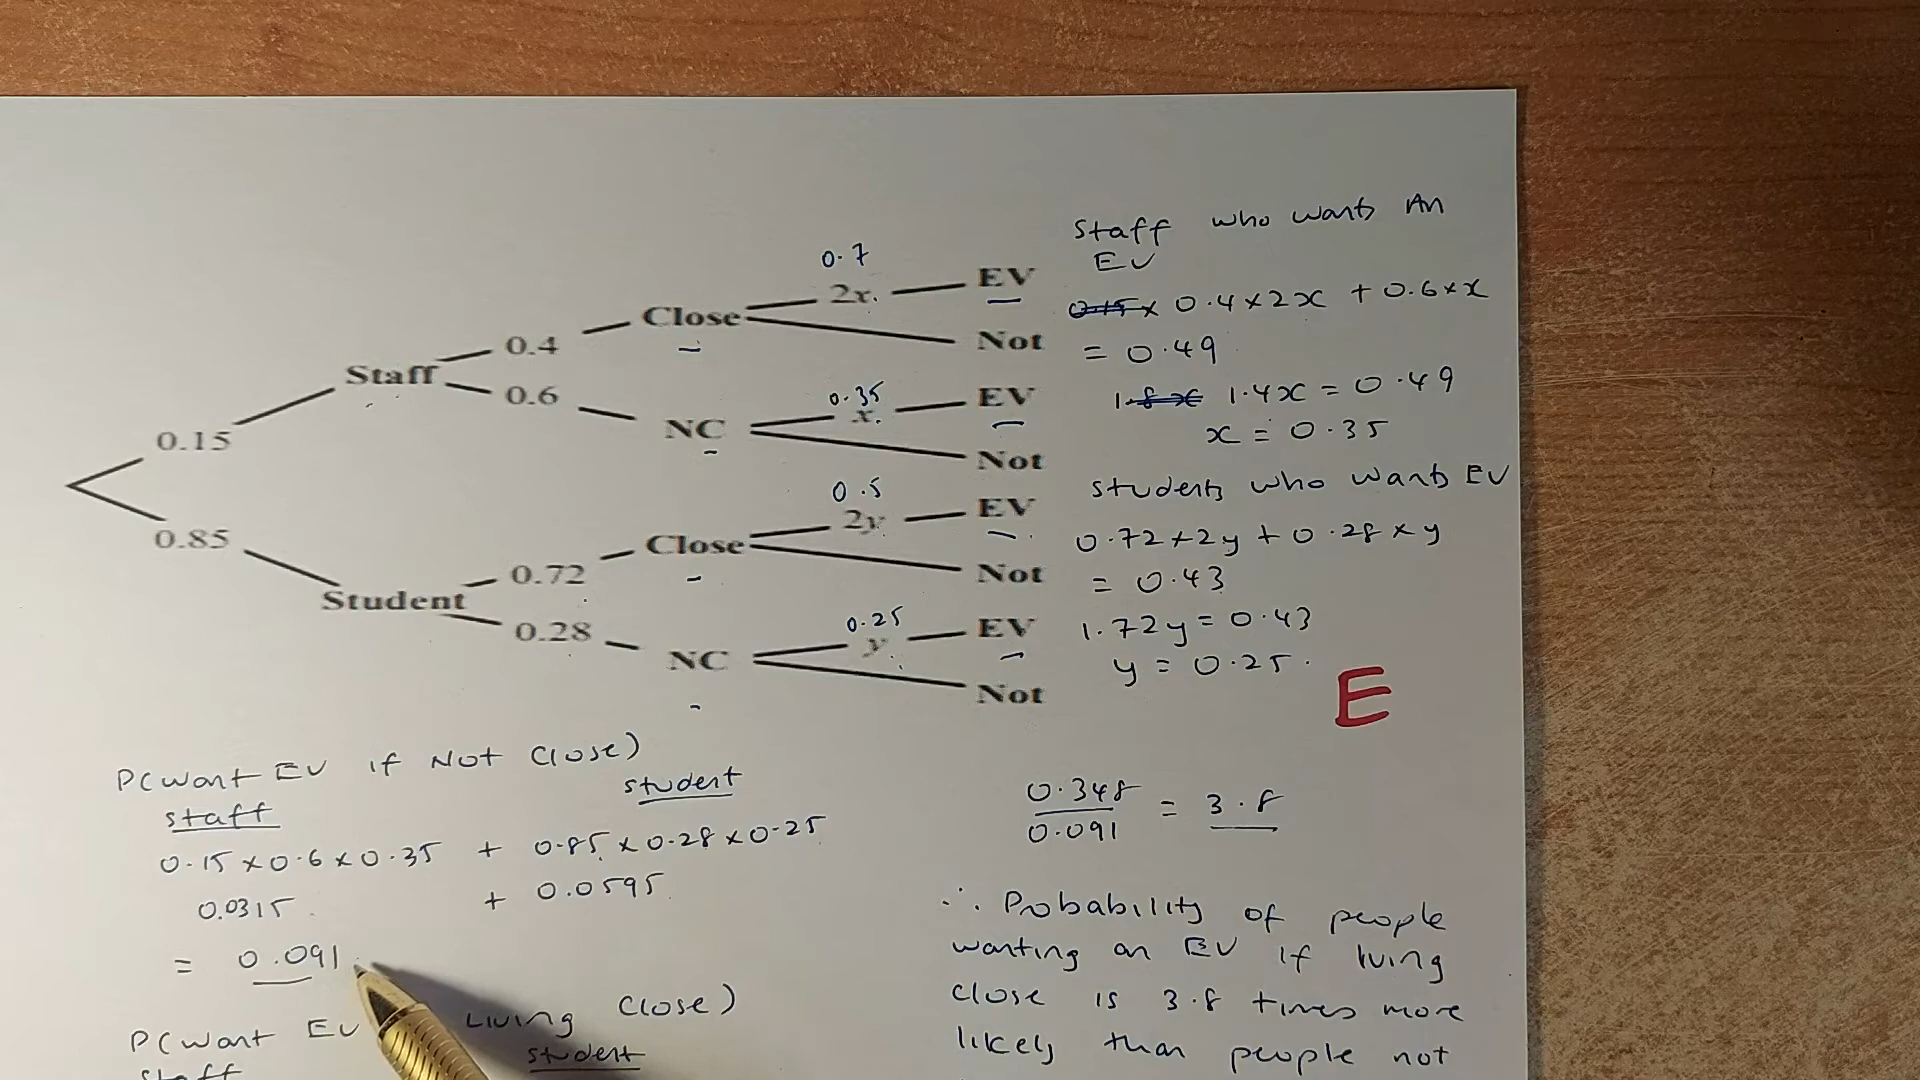 0.7
2x.
EV
Close
Not
0.4
Staff
0.6
0.35
x.
EV
NC
Not
0.15
0.5
2y
EV
0.85
Close
Not
0.72
Student
0.28
0.25
y
EV
NC
Not
Staff who wants An
EV
0.15 x 0.4 x 2x + 0.6 x x
= 0.49
1.8x 1.4x = 0.49
x = 0.35
students who wants EV
0.72 x 2y + 0.28 x y
= 0.43
1.72y = 0.43
y = 0.25.
E
P(want EV if Not Close)
staff student
0.15 x 0.6 x 0.35 + 0.85 x 0.28 x 0.25
0.0315 + 0.0595
= 0.091
P(want EV Living Close)
staff student
0.348
0.091
= 3.8
∴ Probability of people
wanting an EV if living
close is 3.8 times more
likely than people not